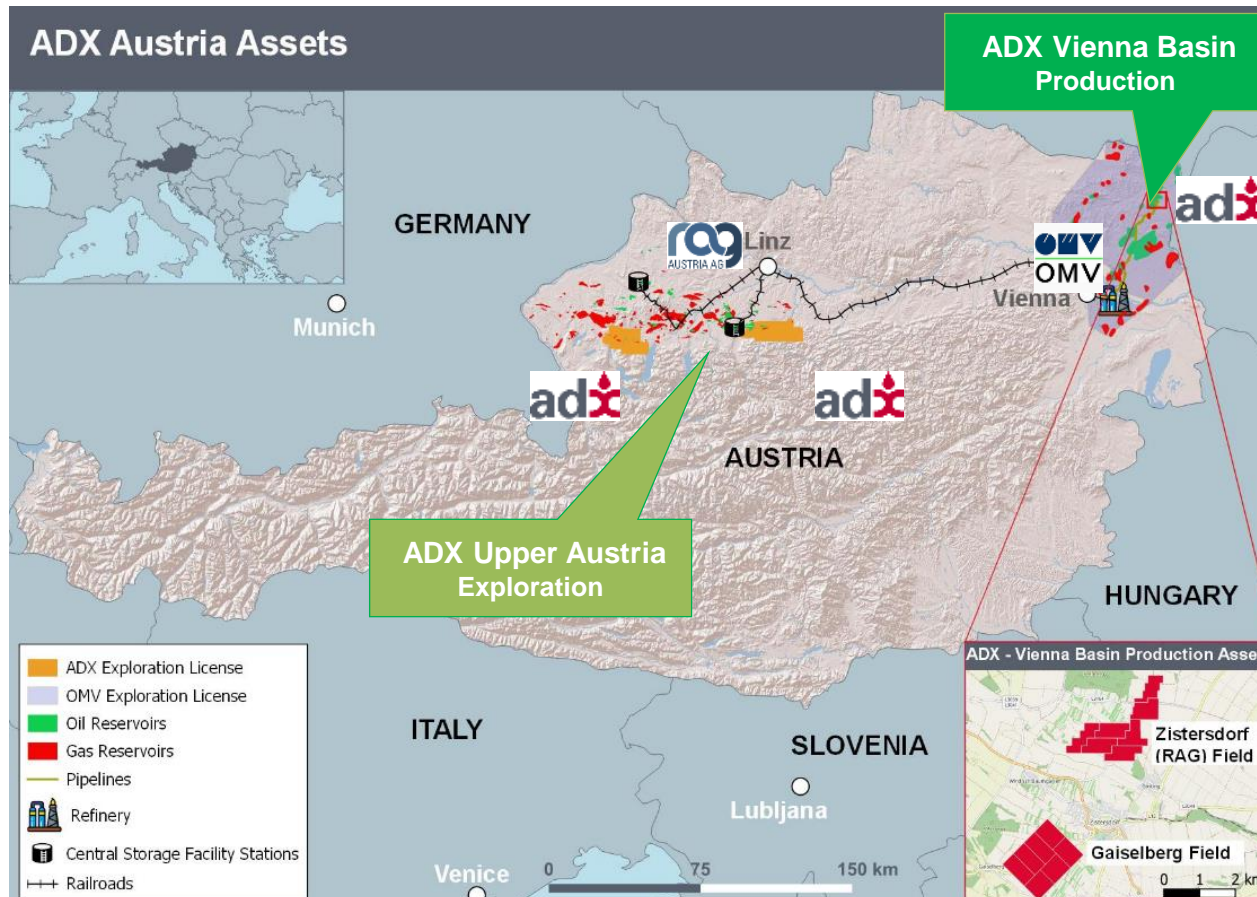 ADX Austria Assets
ADX Vienna Basin
Production
GERMANY
rag
AUSTRIA AG
Linz
OMV
OMV
Vienna
adx
Munich
adx
adx
AUSTRIA
ADX Upper Austria
Exploration
HUNGARY
ITALY
SLOVENIA
Lubljana
Venice
0 75 150 km
ADX Exploration License
OMV Exploration License
Oil Reservoirs
Gas Reservoirs
Pipelines
Refinery
Central Storage Facility Stations
Railroads
ADX - Vienna Basin Production Asse
Zistersdorf
(RAG) Field
Gaiselberg Field
0 1 2 km